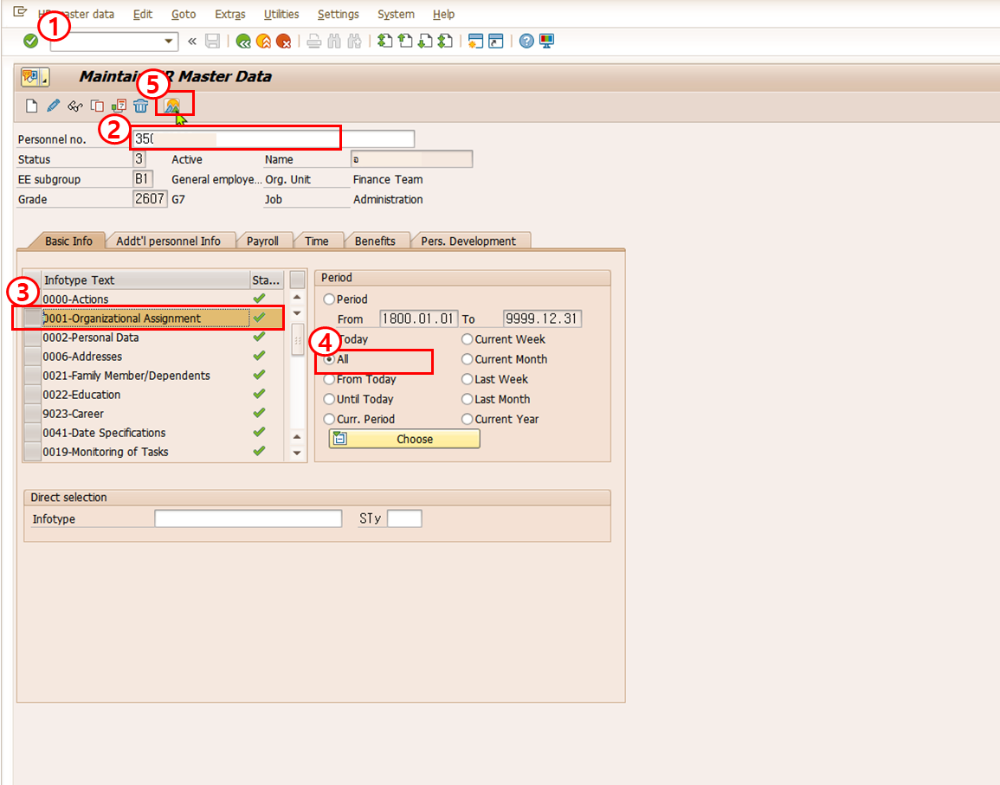 HR master data Edit Goto Extras Utilities Settings System Help
1
5
Maintain HR Master Data
2
Personnel no. 350
Status 3 Active Name
EE subgroup B1 General employe... Org. Unit Finance Team
Grade 2607 G7 Job Administration
Basic Info Addt'l personnel Info Payroll Time Benefits Pers. Development
3
Infotype Text Sta...
0000-Actions
0001-Organizational Assignment
0002-Personal Data
0006-Addresses
0021-Family Member/Dependents
0022-Education
9023-Career
0041-Date Specifications
0019-Monitoring of Tasks
Period
Period
From 1800.01.01 To 9999.12.31
4
Today Current Week
All Current Month
From Today Last Week
Until Today Last Month
Curr. Period Current Year
Choose
Direct selection
Infotype STy